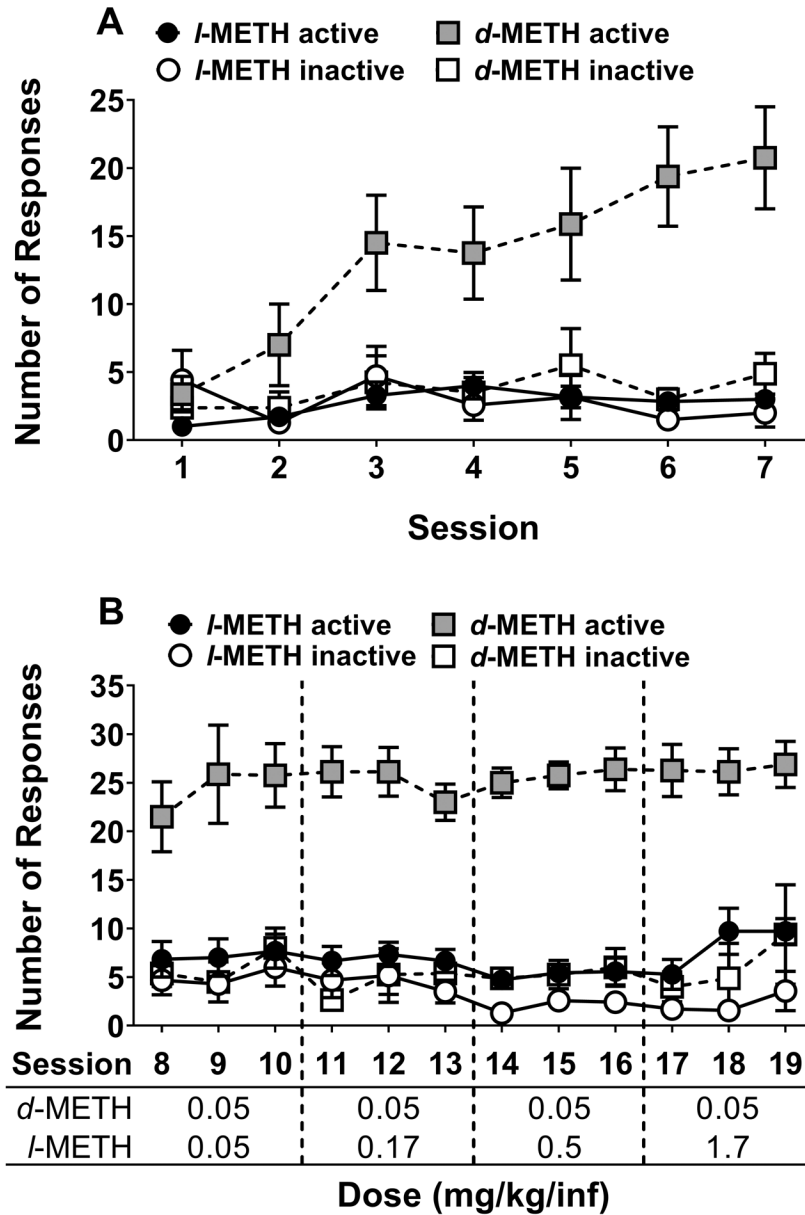 A
l-METH active d-METH active
l-METH inactive d-METH inactive
25
20
15
10
5
0
Number of Responses
1 2 3 4 5 6 7
Session
B
l-METH active d-METH active
l-METH inactive d-METH inactive
35
30
25
20
15
10
5
0
Number of Responses
Session 8 9 10 11 12 13 14 15 16 17 18 19
d-METH 0.05 0.05 0.05 0.05
l-METH 0.05 0.17 0.5 1.7
Dose (mg/kg/inf)